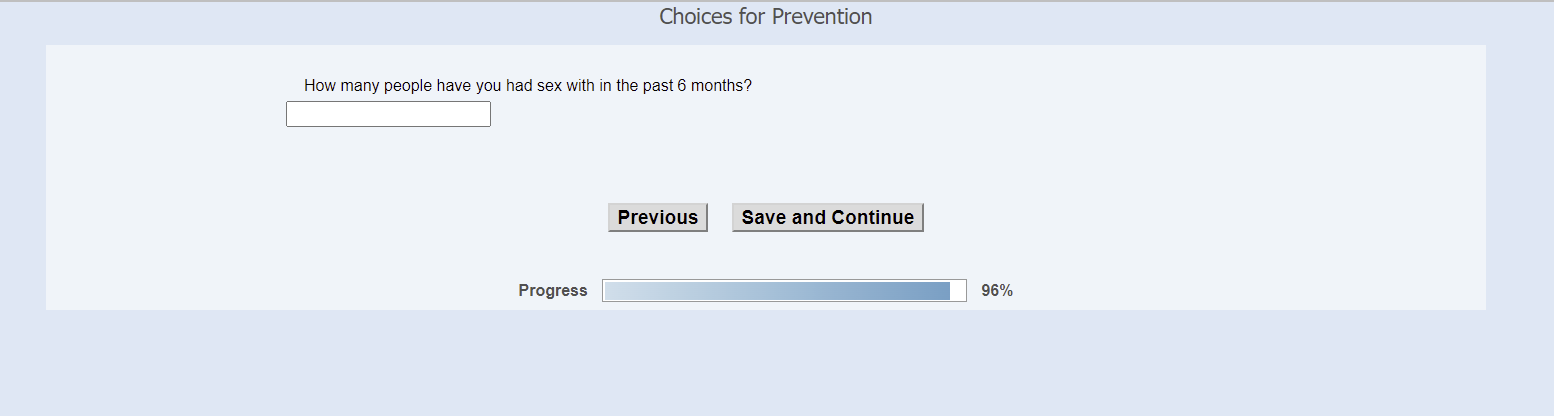 Choices for Prevention
How many people have you had sex with in the past 6 months?
Previous Save and Continue
Progress 96%